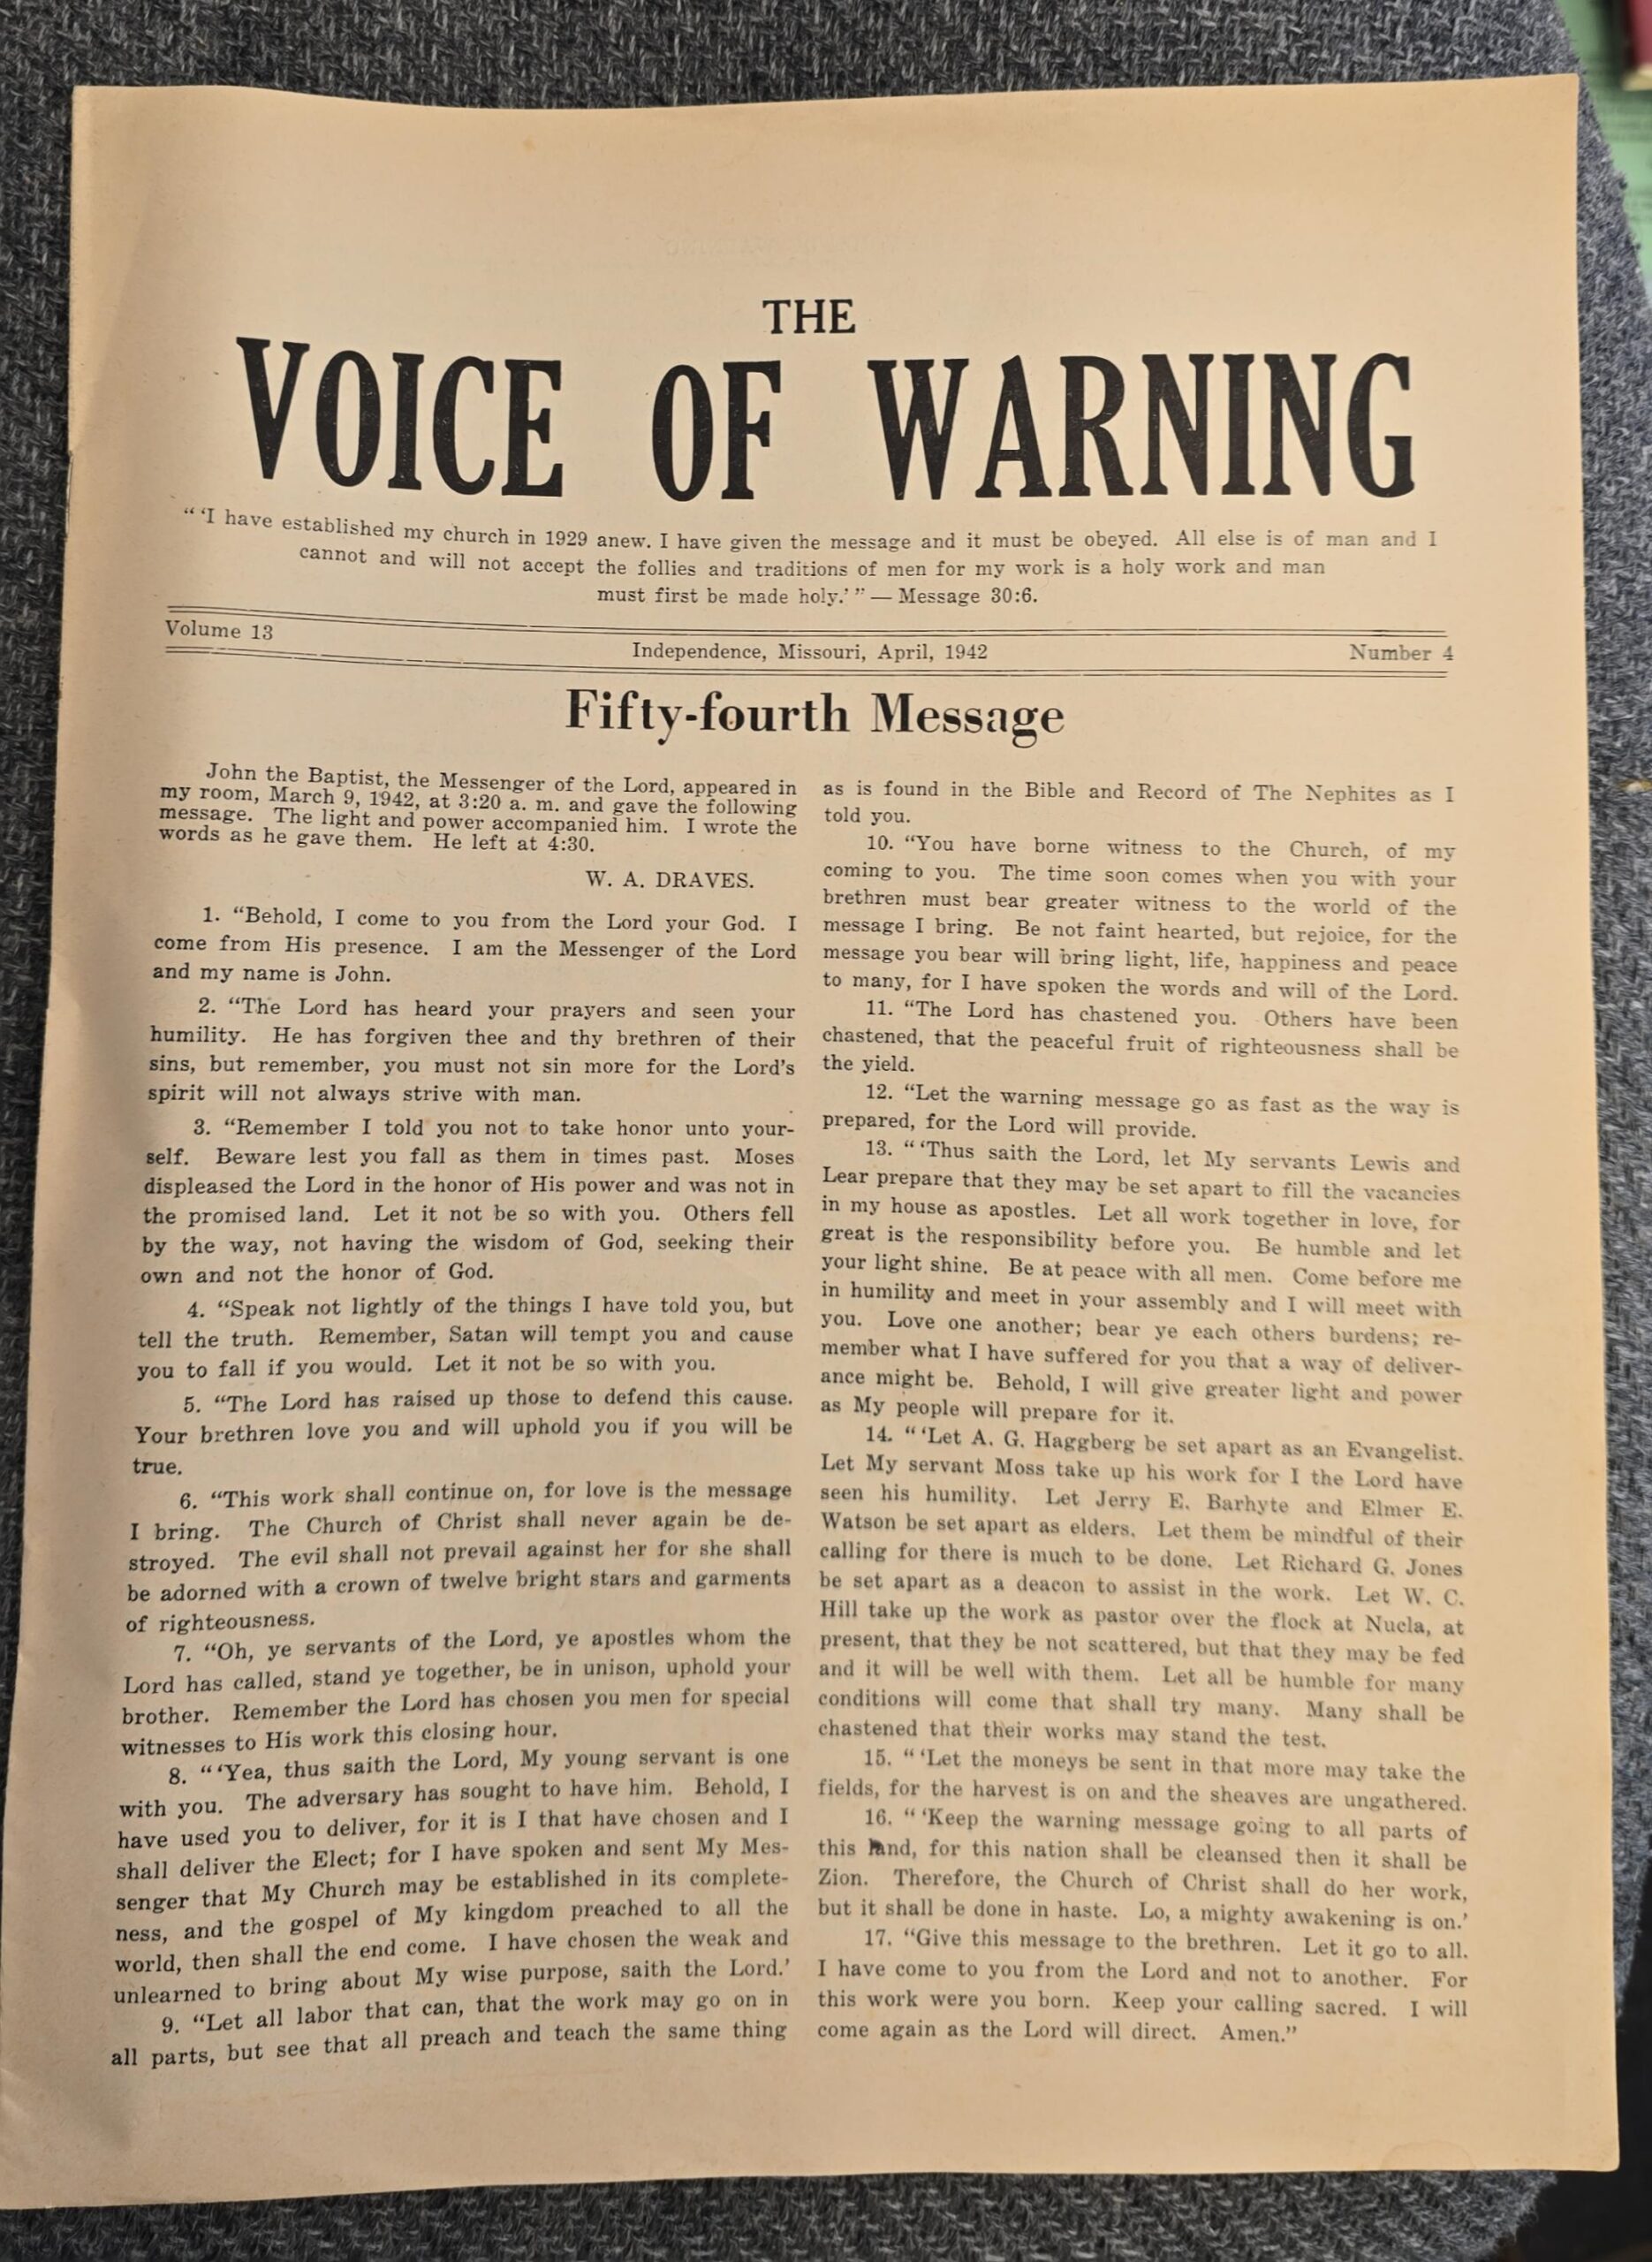 THE
VOICE OF WARNING
“ ‘I have established my church in 1929 anew. I have given the message and it must be obeyed. All else is of man and I
cannot and will not accept the follies and traditions of men for my work is a holy work and man
must first be made holy.’ ” — Message 30:6.
Volume 13 Independence, Missouri, April, 1942 Number 4
Fifty-fourth Message
John the Baptist, the Messenger of the Lord, appeared in
my room, March 9, 1942, at 3:20 a. m. and gave the following
message. The light and power accompanied him. I wrote the
words as he gave them. He left at 4:30.
W. A. DRAVES.
1. “Behold, I come to you from the Lord your God. I
come from His presence. I am the Messenger of the Lord
and my name is John.
2. “The Lord has heard your prayers and seen your
humility. He has forgiven thee and thy brethren of their
sins, but remember, you must not sin more for the Lord’s
spirit will not always strive with man.
3. “Remember I told you not to take honor unto your-
self. Beware lest you fall as them in times past. Moses
displeased the Lord in the honor of His power and was not in
the promised land. Let it not be so with you. Others fell
by the way, not having the wisdom of God, seeking their
own and not the honor of God.
4. “Speak not lightly of the things I have told you, but
tell the truth. Remember, Satan will tempt you and cause
you to fall if you would. Let it not be so with you.
5. “The Lord has raised up those to defend this cause.
Your brethren love you and will uphold you if you will be
true.
6. “This work shall continue on, for love is the message
I bring. The Church of Christ shall never again be de-
stroyed. The evil shall not prevail against her for she shall
be adorned with a crown of twelve bright stars and garments
of righteousness.
7. “Oh, ye servants of the Lord, ye apostles whom the
Lord has called, stand ye together, be in unison, uphold your
brother. Remember the Lord has chosen you men for special
witnesses to His work this closing hour.
8. “ ‘Yea, thus saith the Lord, My young servant is one
with you. The adversary has sought to have him. Behold, I
have used you to deliver, for it is I that have chosen and I
shall deliver the Elect; for I have spoken and sent My Mes-
senger that My Church may be established in its complete-
ness, and the gospel of My kingdom preached to all the
world, then shall the end come. I have chosen the weak and
unlearned to bring about My wise purpose, saith the Lord.’
9. “Let all labor that can, that the work may go on in
all parts, but see that all preach and teach the same thing
as is found in the Bible and Record of The Nephites as I
told you.
10. “You have borne witness to the Church, of my
coming to you. The time soon comes when you with your
brethren must bear greater witness to the world of the
message I bring. Be not faint hearted, but rejoice, for the
message you bear will bring light, life, happiness and peace
to many, for I have spoken the words and will of the Lord.
11. “The Lord has chastened you. Others have been
chastened, that the peaceful fruit of righteousness shall be
the yield.
12. “Let the warning message go as fast as the way is
prepared, for the Lord will provide.
13. “ ‘Thus saith the Lord, let My servants Lewis and
Lear prepare that they may be set apart to fill the vacancies
in my house as apostles. Let all work together in love, for
great is the responsibility before you. Be humble and let
your light shine. Be at peace with all men. Come before me
in humility and meet in your assembly and I will meet with
you. Love one another; bear ye each others burdens; re-
member what I have suffered for you that a way of deliver-
ance might be. Behold, I will give greater light and power
as My people will prepare for it.
14. “ ‘Let A. G. Haggberg be set apart as an Evangelist.
Let My servant Moss take up his work for I the Lord have
seen his humility. Let Jerry E. Barhyte and Elmer E.
Watson be set apart as elders. Let them be mindful of their
calling for there is much to be done. Let Richard G. Jones
be set apart as a deacon to assist in the work. Let W. C.
Hill take up the work as pastor over the flock at Nucla, at
present, that they be not scattered, but that they may be fed
and it will be well with them. Let all be humble for many
conditions will come that shall try many. Many shall be
chastened that their works may stand the test.
15. “ ‘Let the moneys be sent in that more may take the
fields, for the harvest is on and the sheaves are ungathered.
16. “ ‘Keep the warning message going to all parts of
this land, for this nation shall be cleansed then it shall be
Zion. Therefore, the Church of Christ shall do her work,
but it shall be done in haste. Lo, a mighty awakening is on.’
17. “Give this message to the brethren. Let it go to all.
I have come to you from the Lord and not to another. For
this work were you born. Keep your calling sacred. I will
come again as the Lord will direct. Amen.”